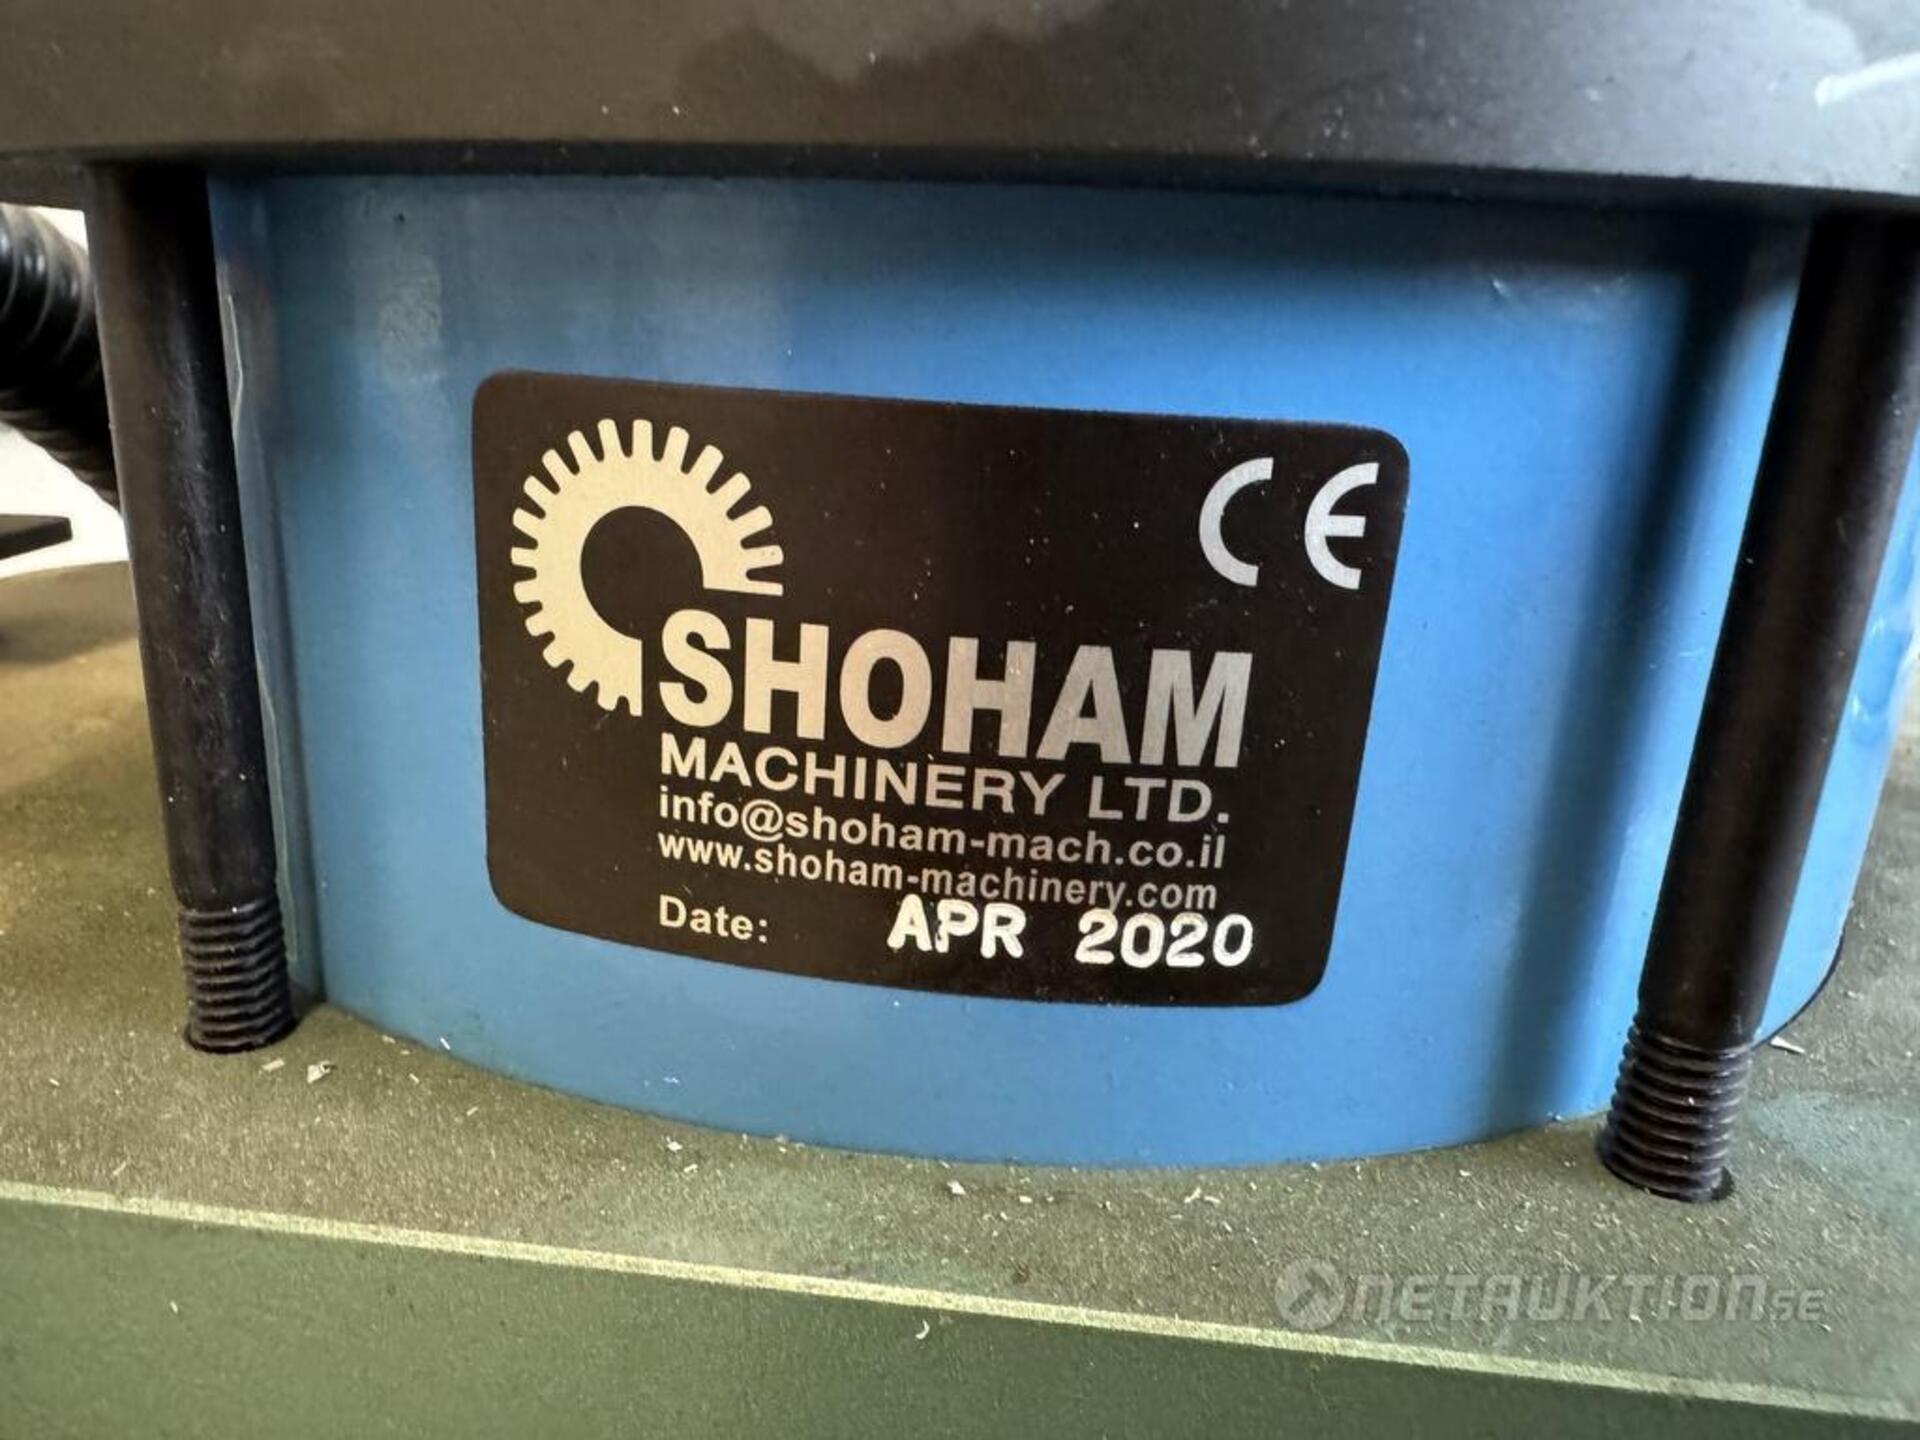 CE
SHOHAM
MACHINERY LTD.
info@shoham-mach.co.il
www.shoham-machinery.com
Date: APR 2020
NETAUKTION.SE